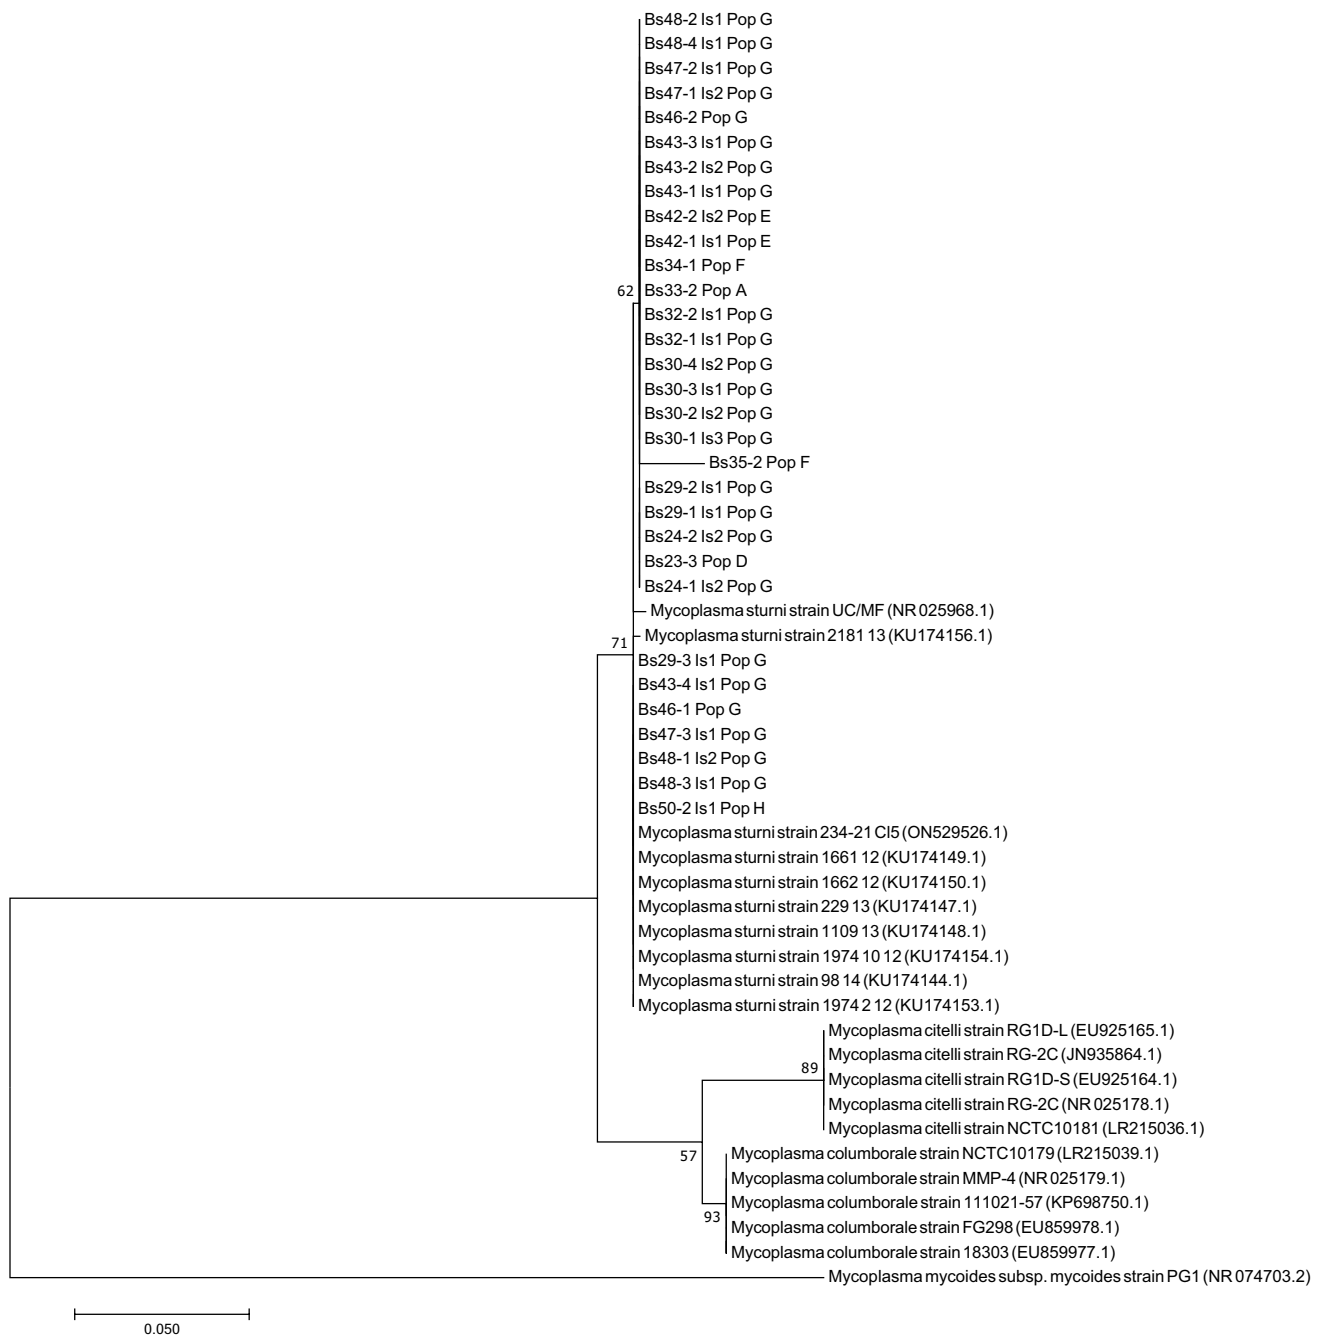 Bs48-2 Is1 Pop G
Bs48-4 Is1 Pop G
Bs47-2 Is1 Pop G
Bs47-1 Is2 Pop G
Bs46-2 Pop G
Bs43-3 Is1 Pop G
Bs43-2 Is2 Pop G
Bs43-1 Is1 Pop G
Bs42-2 Is2 Pop E
Bs42-1 Is1 Pop E
Bs34-1 Pop F
62 Bs33-2 Pop A
Bs32-2 Is1 Pop G
Bs32-1 Is1 Pop G
Bs30-4 Is2 Pop G
Bs30-3 Is1 Pop G
Bs30-2 Is2 Pop G
Bs30-1 Is3 Pop G
Bs35-2 Pop F
Bs29-2 Is1 Pop G
Bs29-1 Is1 Pop G
Bs24-2 Is2 Pop G
Bs23-3 Pop D
Bs24-1 Is2 Pop G
Mycoplasma sturni strain UC/MF (NR 025968.1)
Mycoplasma sturni strain 2181 13 (KU174156.1)
71
Bs29-3 Is1 Pop G
Bs43-4 Is1 Pop G
Bs46-1 Pop G
Bs47-3 Is1 Pop G
Bs48-1 Is2 Pop G
Bs48-3 Is1 Pop G
Bs50-2 Is1 Pop H
Mycoplasma sturni strain 234-21 Cl5 (ON529526.1)
Mycoplasma sturni strain 1661 12 (KU174149.1)
Mycoplasma sturni strain 1662 12 (KU174150.1)
Mycoplasma sturni strain 229 13 (KU174147.1)
Mycoplasma sturni strain 1109 13 (KU174148.1)
Mycoplasma sturni strain 1974 10 12 (KU174154.1)
Mycoplasma sturni strain 98 14 (KU174144.1)
Mycoplasma sturni strain 1974 2 12 (KU174153.1)
Mycoplasma citelli strain RG1D-L (EU925165.1)
Mycoplasma citelli strain RG-2C (JN935864.1)
89
Mycoplasma citelli strain RG1D-S (EU925164.1)
Mycoplasma citelli strain RG-2C (NR 025178.1)
Mycoplasma citelli strain NCTC10181 (LR215036.1)
57
Mycoplasma columborale strain NCTC10179 (LR215039.1)
Mycoplasma columborale strain MMP-4 (NR 025179.1)
Mycoplasma columborale strain 111021-57 (KP698750.1)
93
Mycoplasma columborale strain FG298 (EU859978.1)
Mycoplasma columborale strain 18303 (EU859977.1)
Mycoplasma mycoides subsp. mycoides strain PG1 (NR 074703.2)
0.050